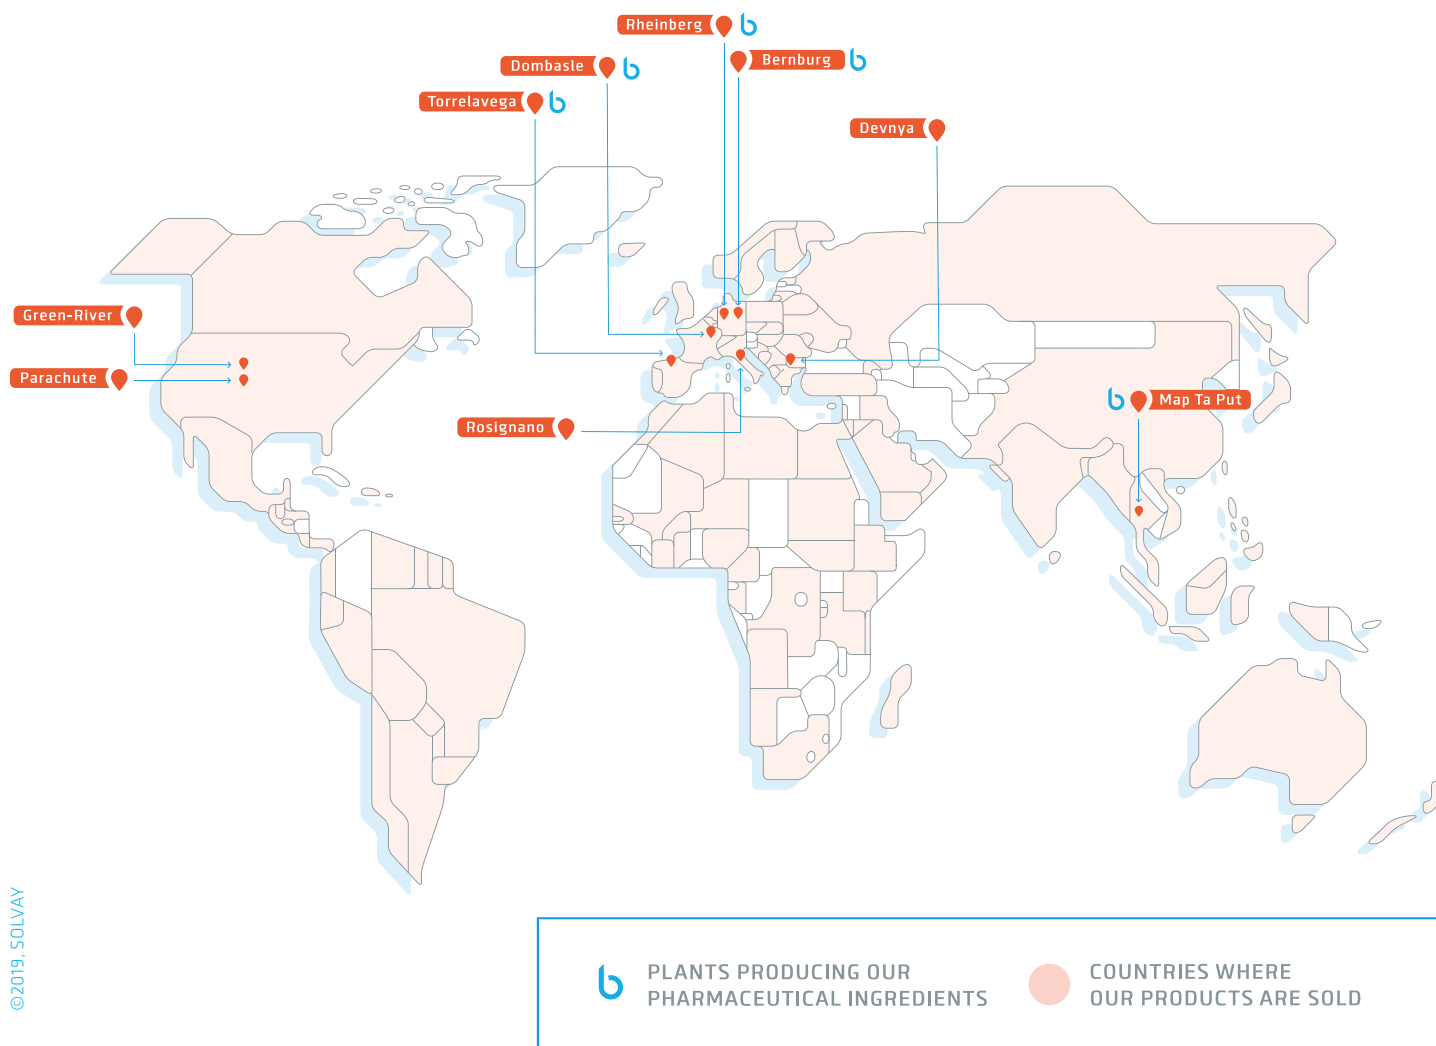 Rheinberg
Bernburg
Dombasle
Torrelavega
Devnya
Green-River
Parachute
Map Ta Put
Rosignano
©2019, SOLVAY
PLANTS PRODUCING OUR
PHARMACEUTICAL INGREDIENTS
COUNTRIES WHERE
OUR PRODUCTS ARE SOLD